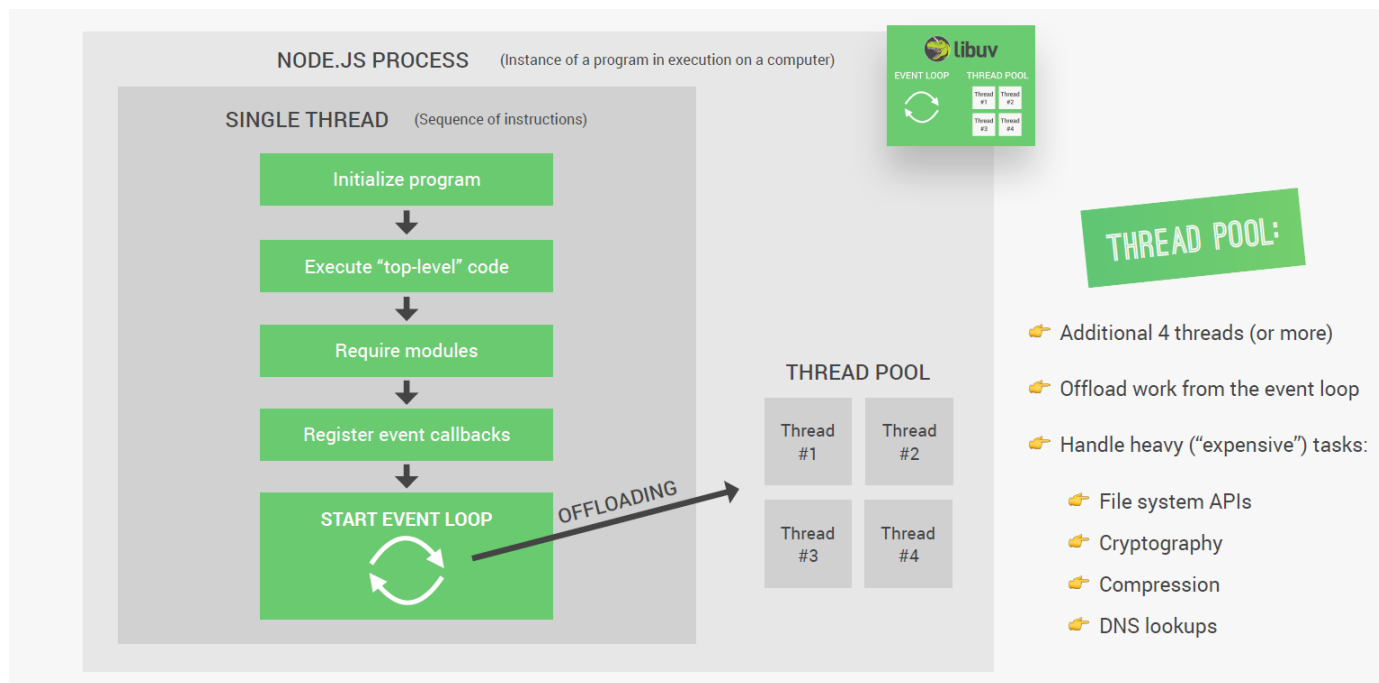 NODE.JS PROCESS (Instance of a program in execution on a computer)
libuv
EVENT LOOP THREAD POOL
Thread #1
Thread #2
Thread #3
Thread #4
SINGLE THREAD (Sequence of instructions)
Initialize program
Execute “top-level” code
Require modules
Register event callbacks
START EVENT LOOP
OFFLOADING
THREAD POOL
Thread
#1
Thread
#2
Thread
#3
Thread
#4
THREAD POOL:
Additional 4 threads (or more)
Offload work from the event loop
Handle heavy (“expensive”) tasks:
File system APIs
Cryptography
Compression
DNS lookups